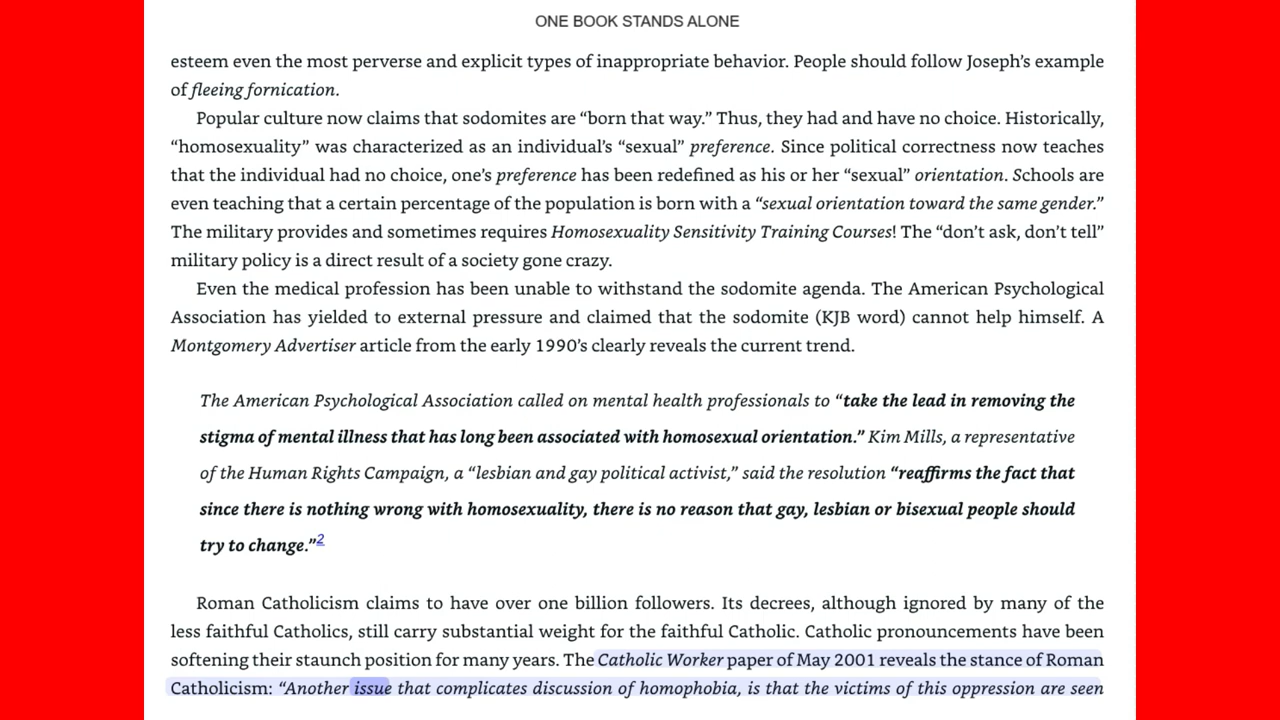 ONE BOOK STANDS ALONE
esteem even the most perverse and explicit types of inappropriate behavior. People should follow Joseph’s example
of fleeing fornication.
Popular culture now claims that sodomites are “born that way.” Thus, they had and have no choice. Historically,
“homosexuality” was characterized as an individual’s “sexual” preference. Since political correctness now teaches
that the individual had no choice, one’s preference has been redefined as his or her “sexual” orientation. Schools are
even teaching that a certain percentage of the population is born with a “sexual orientation toward the same gender.”
The military provides and sometimes requires Homosexuality Sensitivity Training Courses! The “don’t ask, don’t tell”
military policy is a direct result of a society gone crazy.
Even the medical profession has been unable to withstand the sodomite agenda. The American Psychological
Association has yielded to external pressure and claimed that the sodomite (KJB word) cannot help himself. A
Montgomery Advertiser article from the early 1990’s clearly reveals the current trend.
The American Psychological Association called on mental health professionals to “take the lead in removing the
stigma of mental illness that has long been associated with homosexual orientation.” Kim Mills, a representative
of the Human Rights Campaign, a “lesbian and gay political activist,” said the resolution “reaffirms the fact that
since there is nothing wrong with homosexuality, there is no reason that gay, lesbian or bisexual people should
try to change.”2
Roman Catholicism claims to have over one billion followers. Its decrees, although ignored by many of the
less faithful Catholics, still carry substantial weight for the faithful Catholic. Catholic pronouncements have been
softening their staunch position for many years. The Catholic Worker paper of May 2001 reveals the stance of Roman
Catholicism: “Another issue that complicates discussion of homophobia, is that the victims of this oppression are seen